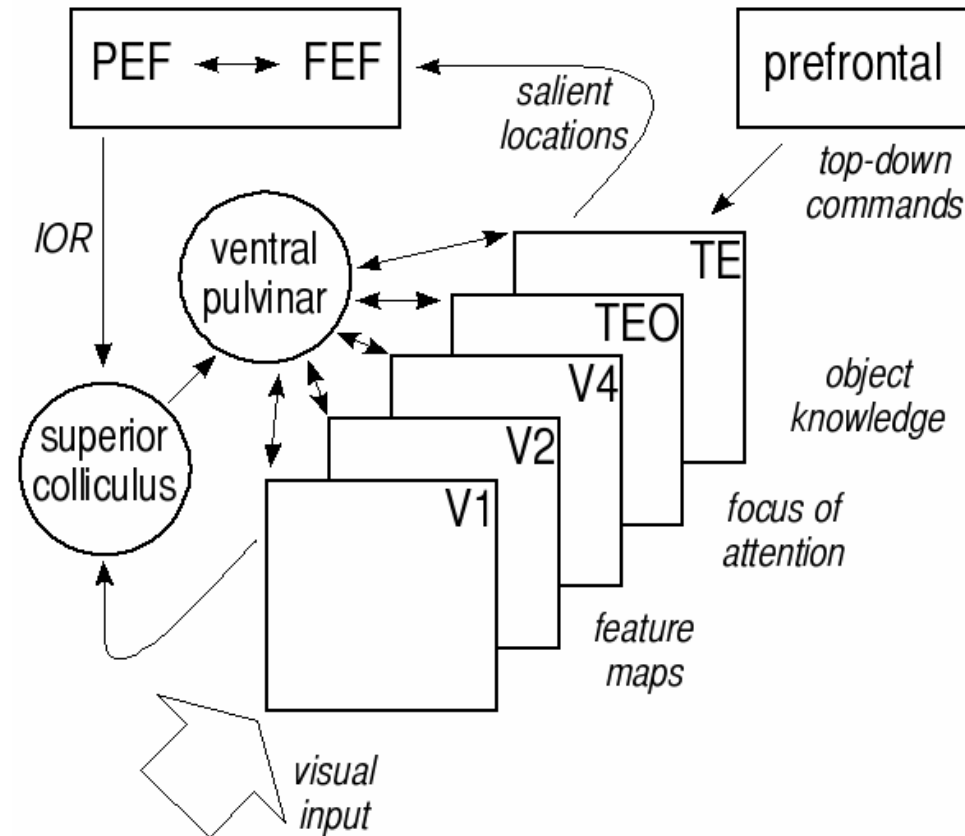 PEF FEF
prefrontal
salient
locations
top-down
commands
IOR
ventral
pulvinar
TE
TEO
V4
object
knowledge
superior
colliculus
V2
V1
focus of
attention
feature
maps
visual
input